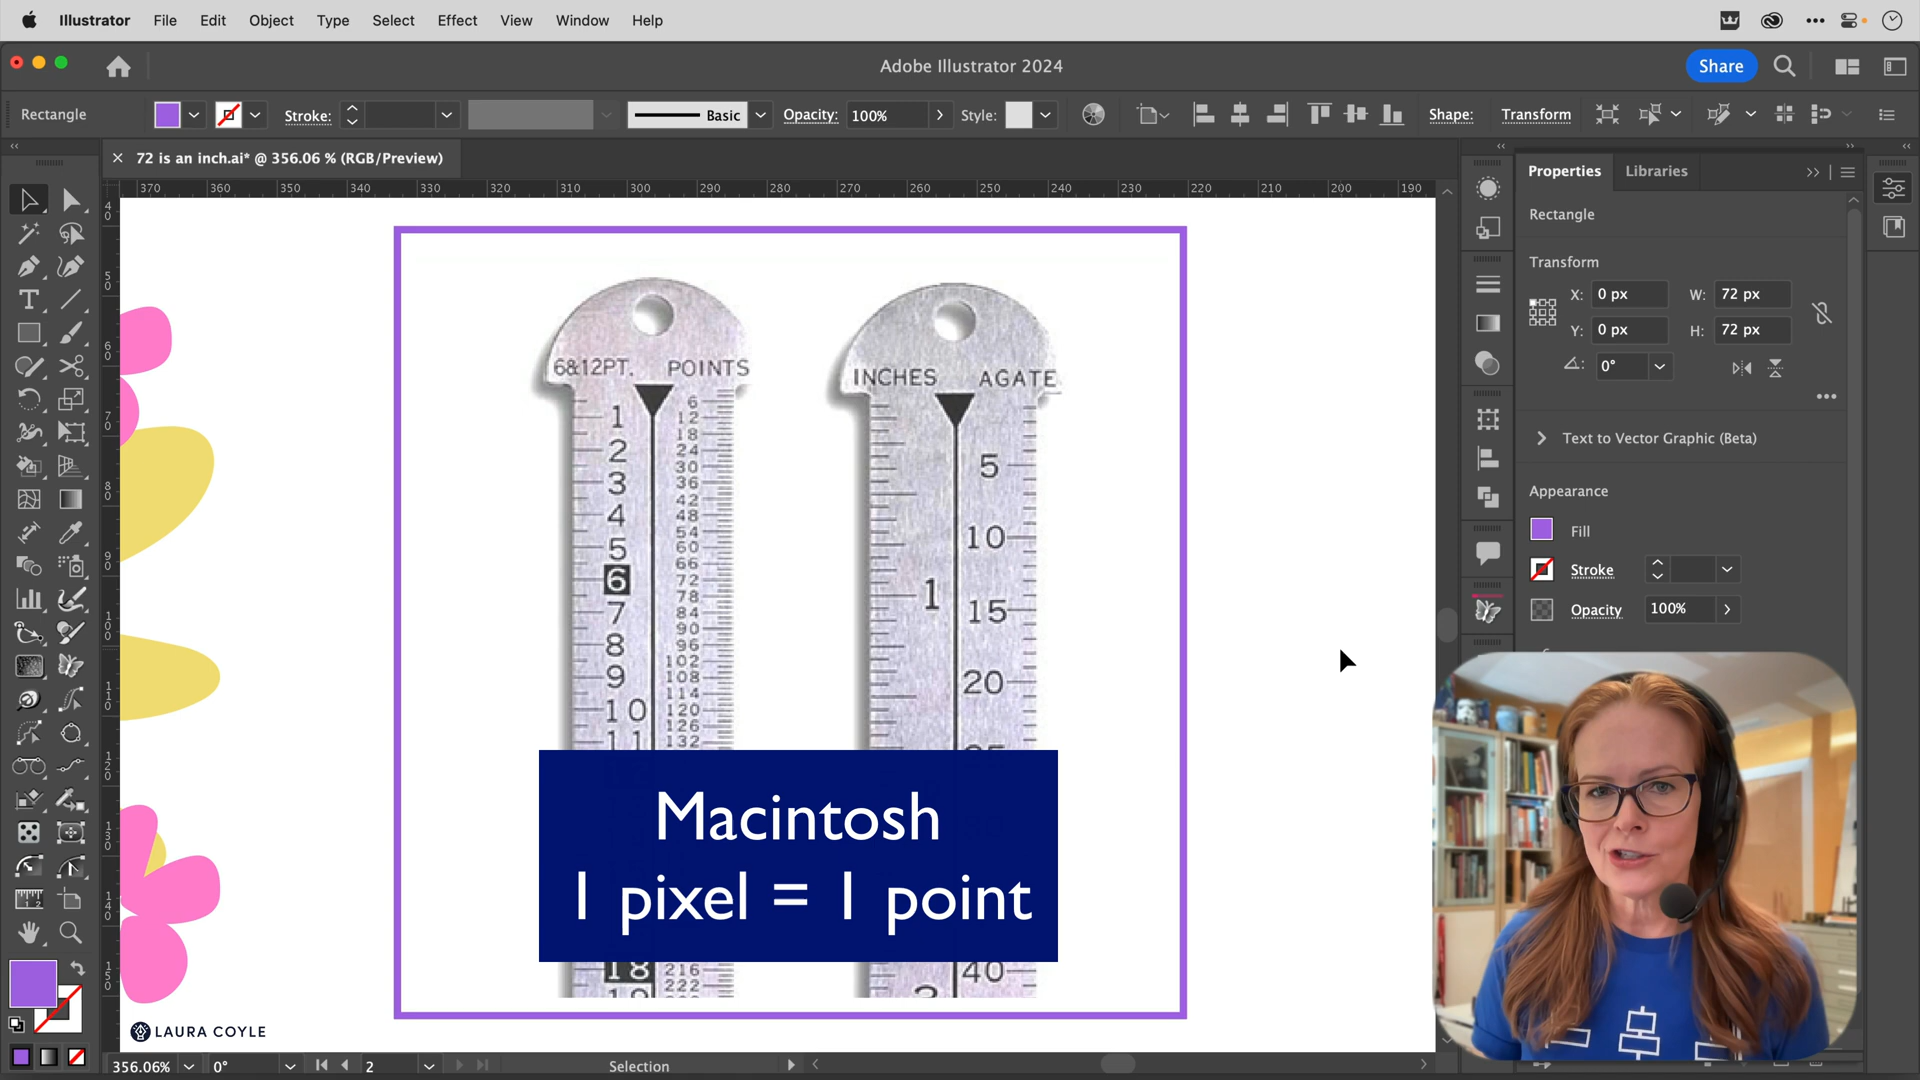 Illustrator File Edit Object Type Select Effect View Window Help
Adobe Illustrator 2024
Share
Rectangle
Stroke:
Basic
Opacity:
100%
Style:
Shape:
Transform
72 is an inch.ai* @ 356.06 % (RGB/Preview)
370 360 350 340 330 320 310 300 290 280 270 260 250 240 230 220 210 200 190
Properties
Libraries
Rectangle
Transform
X: 0 px
W: 72 px
Y: 0 px
H: 72 px
0°
Text to Vector Graphic (Beta)
Appearance
Fill
Stroke
Opacity
100%
6&12PT. POINTS
1
2
3
4
5
6
7
8
9
10
11
6
12
18
24
30
36
42
48
54
60
66
72
78
84
90
96
102
108
114
120
126
132
18
216
222
INCHES AGATE
1
5
10
15
20
40
Macintosh
1 pixel = 1 point
LAURA COYLE
356.06%
0°
2
Selection